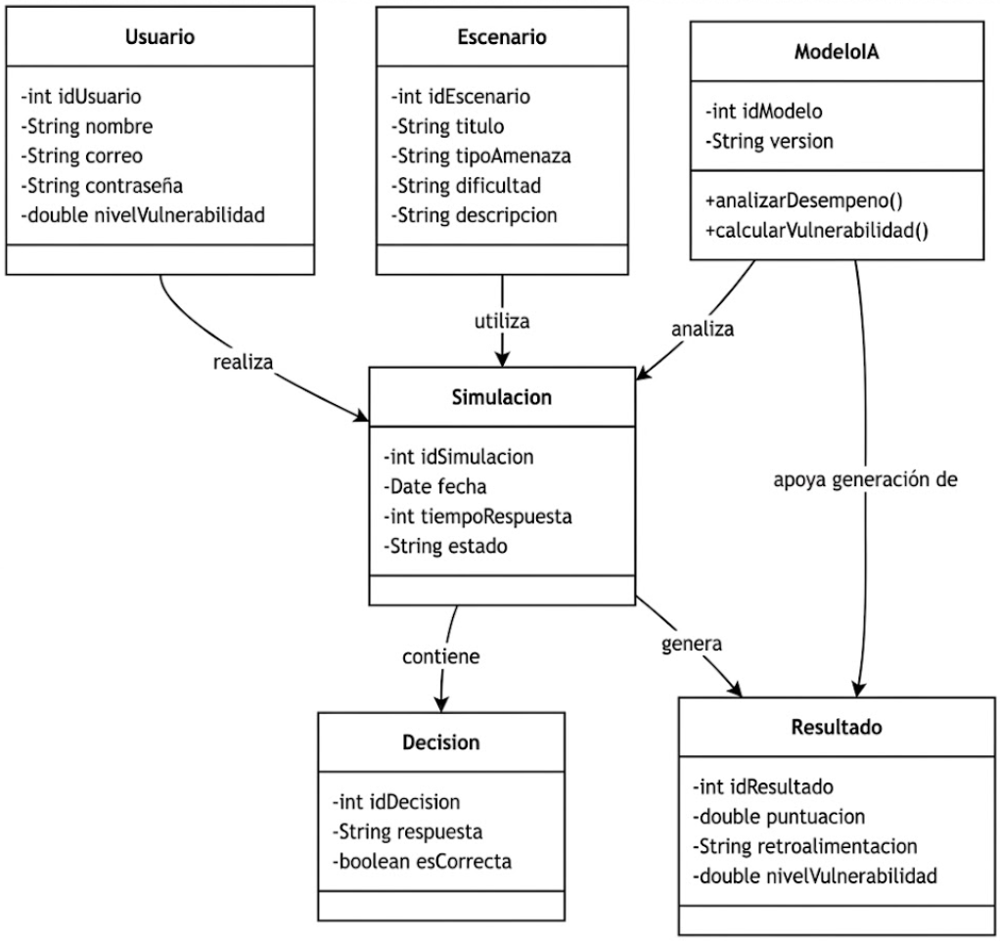 Usuario
-int idUsuario
-String nombre
-String correo
-String contraseña
-double nivelVulnerabilidad
Escenario
-int idEscenario
-String titulo
-String tipoAmenaza
-String dificultad
-String descripcion
ModeloIA
-int idModelo
-String version
+analizarDesempeno()
+calcularVulnerabilidad()
realiza
utiliza
analiza
Simulacion
-int idSimulacion
-Date fecha
-int tiempoRespuesta
-String estado
apoya generación de
contiene
genera
Decision
-int idDecision
-String respuesta
-boolean esCorrecta
Resultado
-int idResultado
-double puntuacion
-String retroalimentacion
-double nivelVulnerabilidad